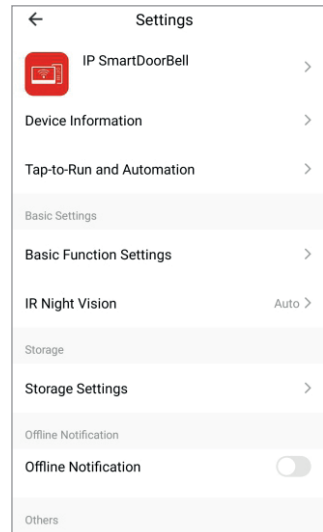 Settings
IP SmartDoorBell
Device Information
Tap-to-Run and Automation
Basic Settings
Basic Function Settings
IR Night Vision Auto
Storage
Storage Settings
Offline Notification
Offline Notification
Others